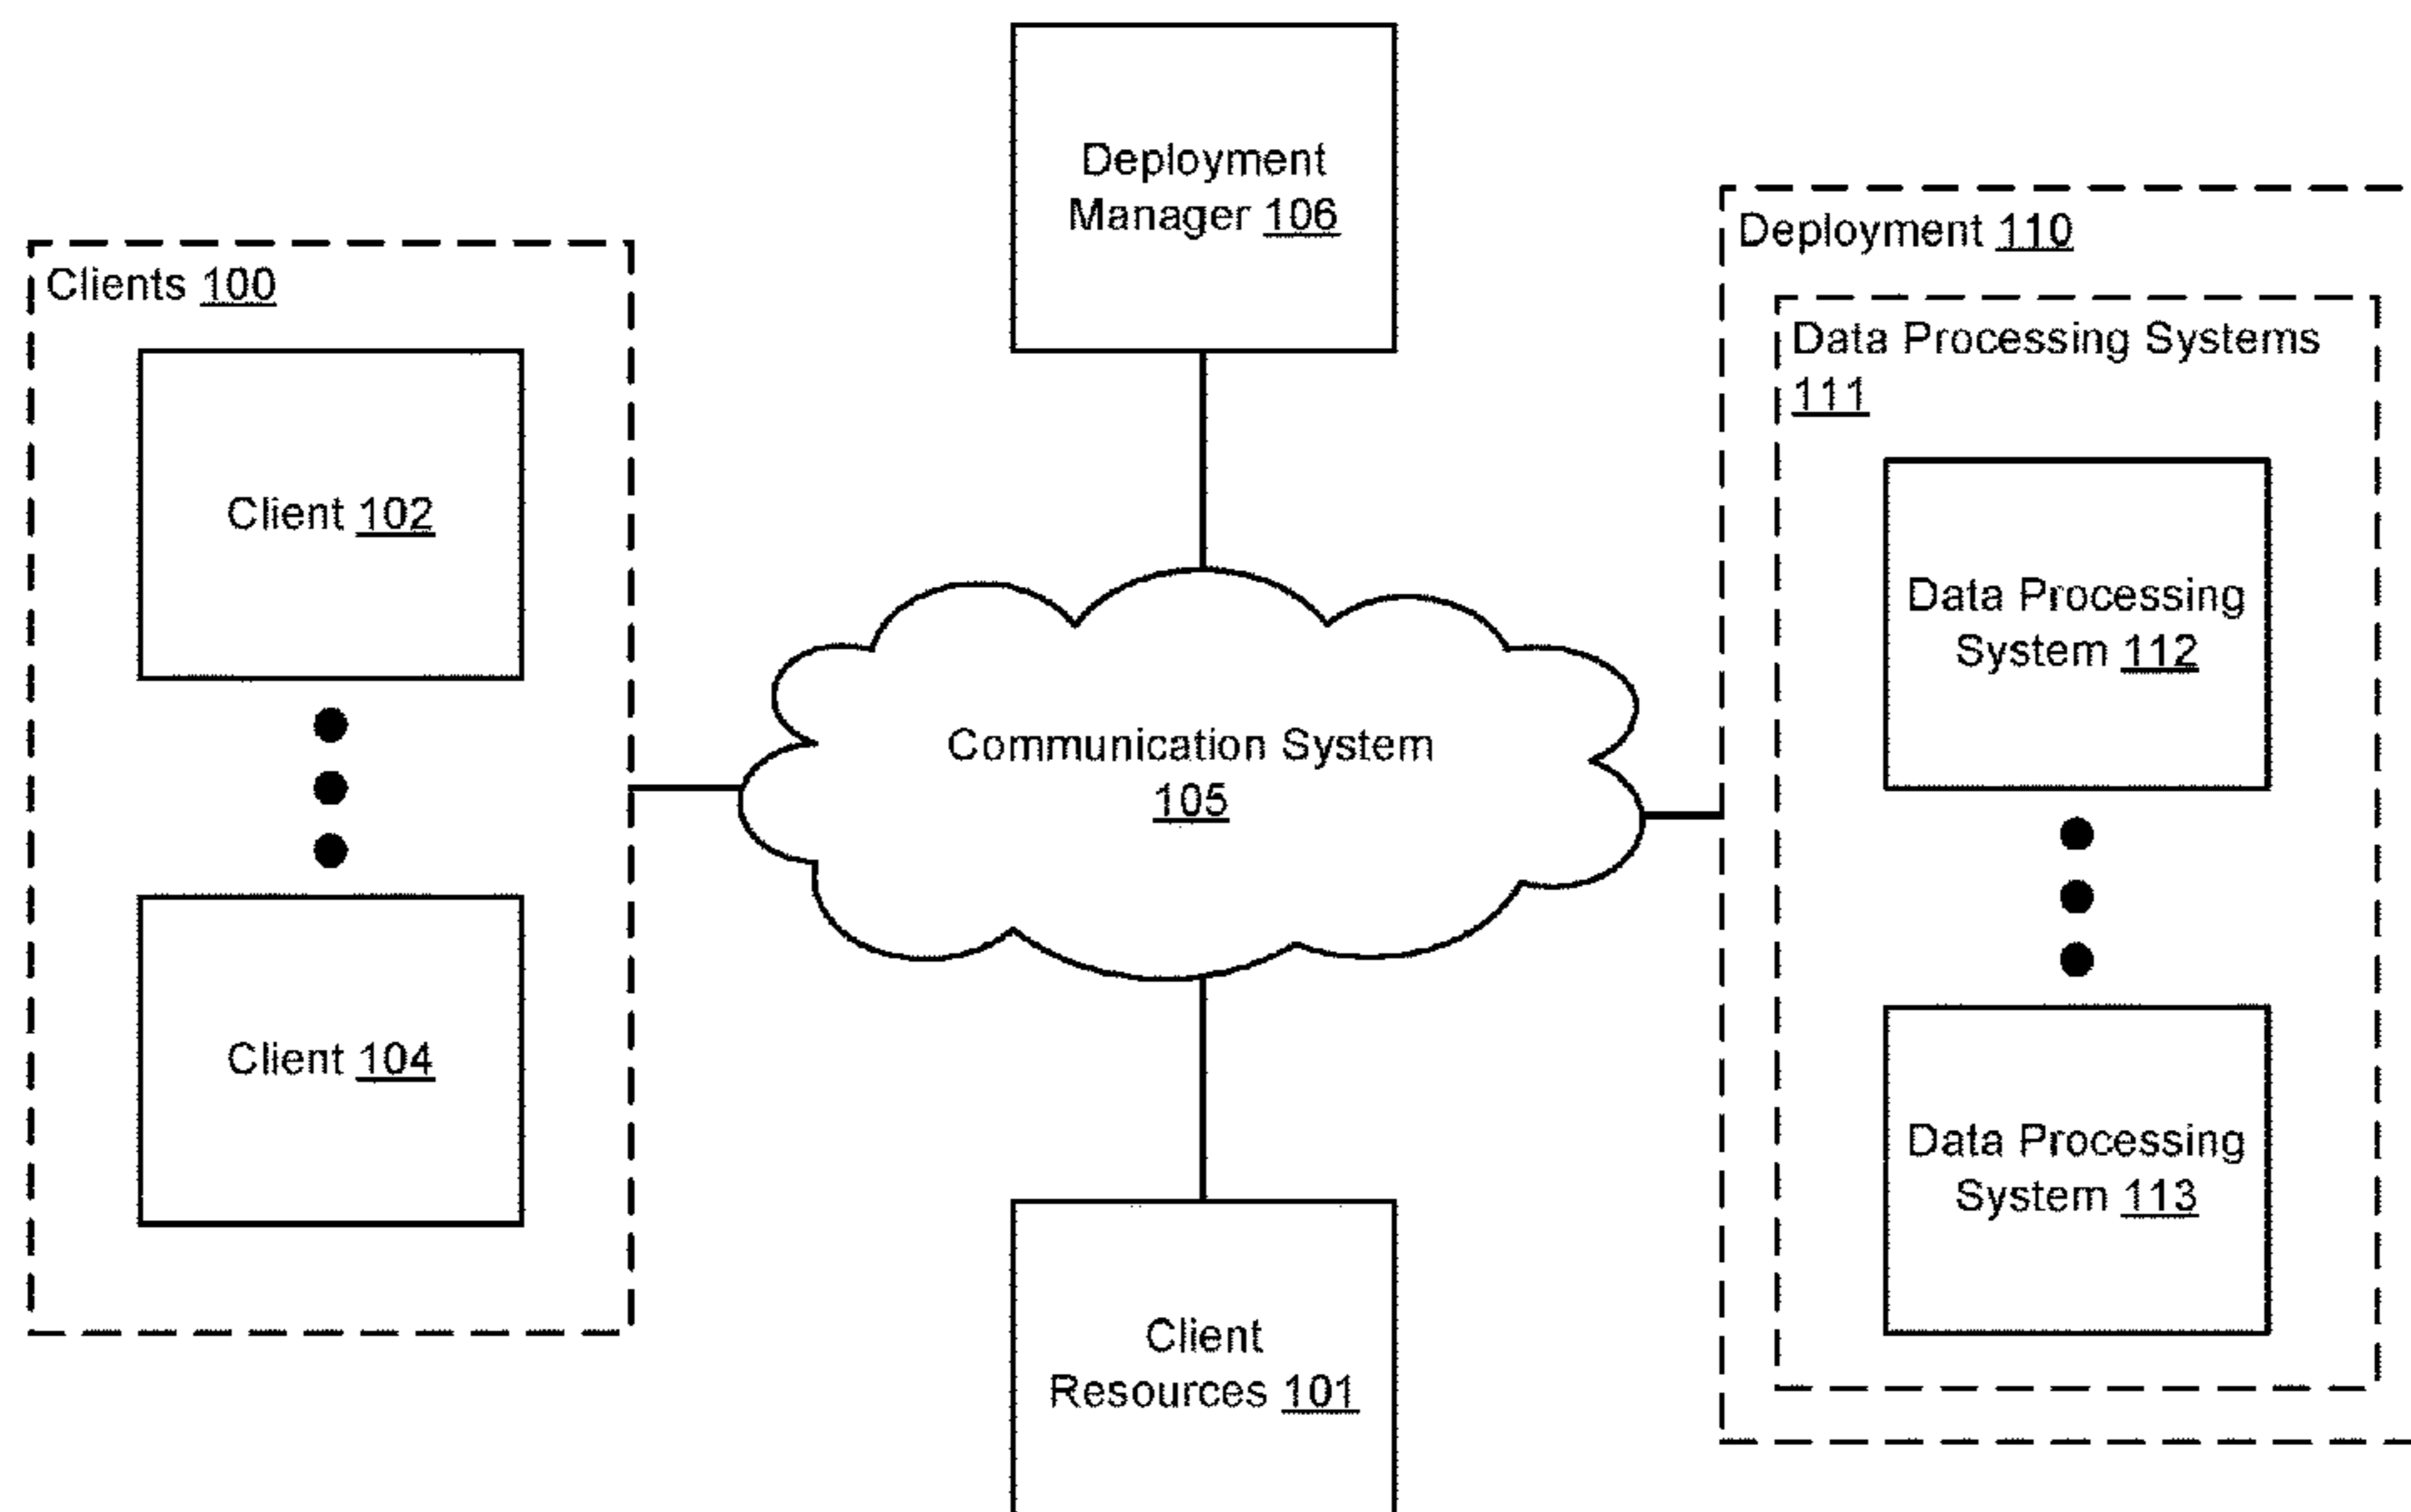 Deployment
Manager 106
Clients 100
Client 102
Client 104
Communication System
105
Client
Resources 101
Deployment 110
Data Processing Systems
111
Data Processing
System 112
Data Processing
System 113